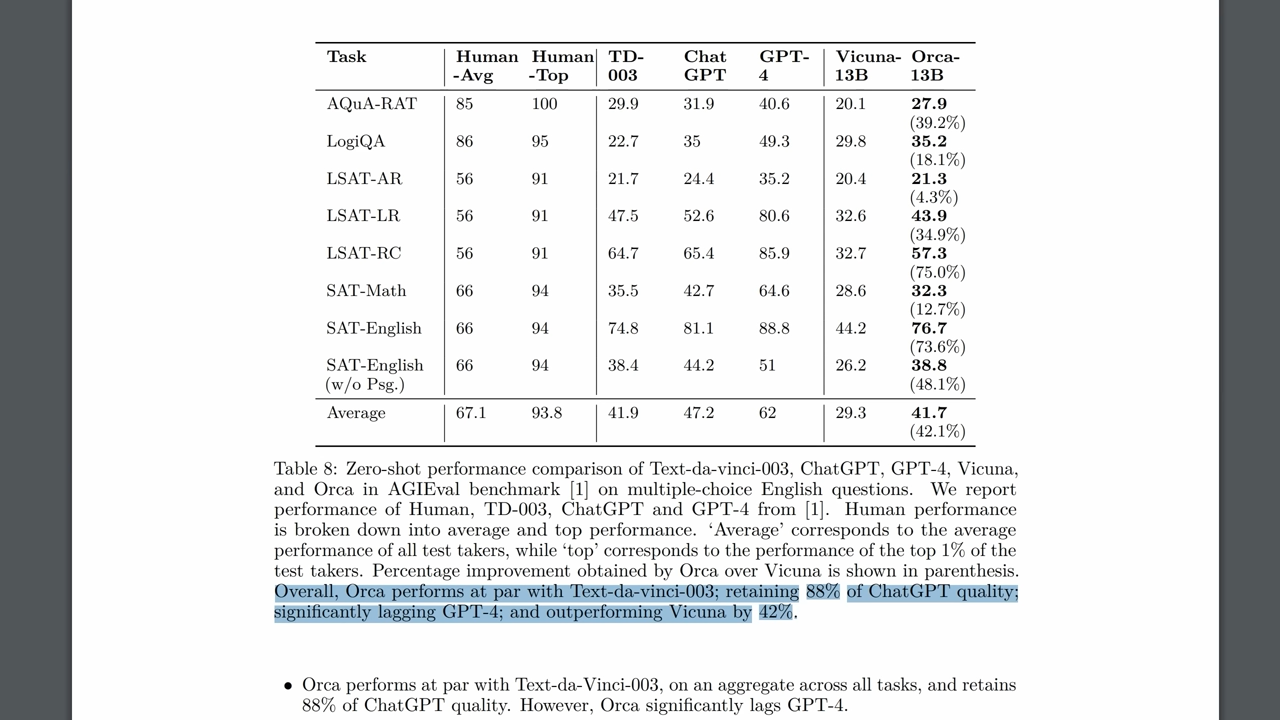 Task Human Human TD- Chat GPT- Vicuna- Orca-
-Avg -Top 003 GPT 4 13B 13B
AQuA-RAT 85 100 29.9 31.9 40.6 20.1 27.9
(39.2%)
LogiQA 86 95 22.7 35 49.3 29.8 35.2
(18.1%)
LSAT-AR 56 91 21.7 24.4 35.2 20.4 21.3
(4.3%)
LSAT-LR 56 91 47.5 52.6 80.6 32.6 43.9
(34.9%)
LSAT-RC 56 91 64.7 65.4 85.9 32.7 57.3
(75.0%)
SAT-Math 66 94 35.5 42.7 64.6 28.6 32.3
(12.7%)
SAT-English 66 94 74.8 81.1 88.8 44.2 76.7
(73.6%)
SAT-English 66 94 38.4 44.2 51 26.2 38.8
(w/o Psg.) (48.1%)
Average 67.1 93.8 41.9 47.2 62 29.3 41.7
(42.1%)
Table 8: Zero-shot performance comparison of Text-da-vinci-003, ChatGPT, GPT-4, Vicuna,
and Orca in AGIEval benchmark [1] on multiple-choice English questions. We report
performance of Human, TD-003, ChatGPT and GPT-4 from [1]. Human performance
is broken down into average and top performance. ‘Average’ corresponds to the average
performance of all test takers, while ‘top’ corresponds to the performance of the top 1% of the
test takers. Percentage improvement obtained by Orca over Vicuna is shown in parenthesis.
Overall, Orca performs at par with Text-da-vinci-003; retaining 88% of ChatGPT quality;
significantly lagging GPT-4; and outperforming Vicuna by 42%.
• Orca performs at par with Text-da-Vinci-003, on an aggregate across all tasks, and retains
88% of ChatGPT quality. However, Orca significantly lags GPT-4.